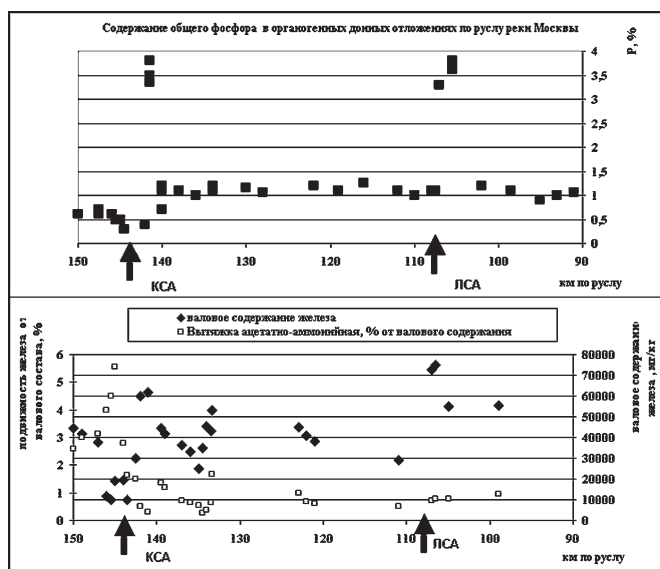 Содержание общего фосфора в органогенных донных отложениях по руслу реки Москвы
P, %
4
3,5
3
2,5
2
1,5
1
0,5
0
150 140 130 120 110 100 90
КСА ЛСА км по руслу
валовое содержание железа
Вытяжка ацетатно-аммонийная, % от валового содержания
подвижность железа от
валового состава, %
валовое содержани
железа , мг/кг
6 80000
5 70000
4 60000
3 50000
2 40000
1 30000
0 20000
10000
0
150 140 130 120 110 100 90
КСА ЛСА км по руслу